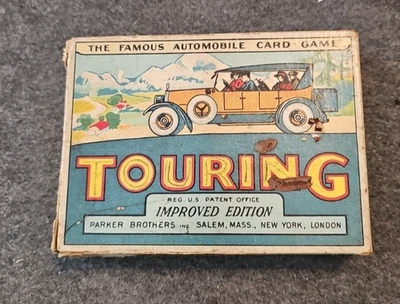 THE FAMOUS AUTOMOBILE CARD GAME
TOURING
REG. U.S PATENT OFFICE
IMPROVED EDITION
PARKER BROTHERS INC SALEM, MASS., NEW YORK, LONDON